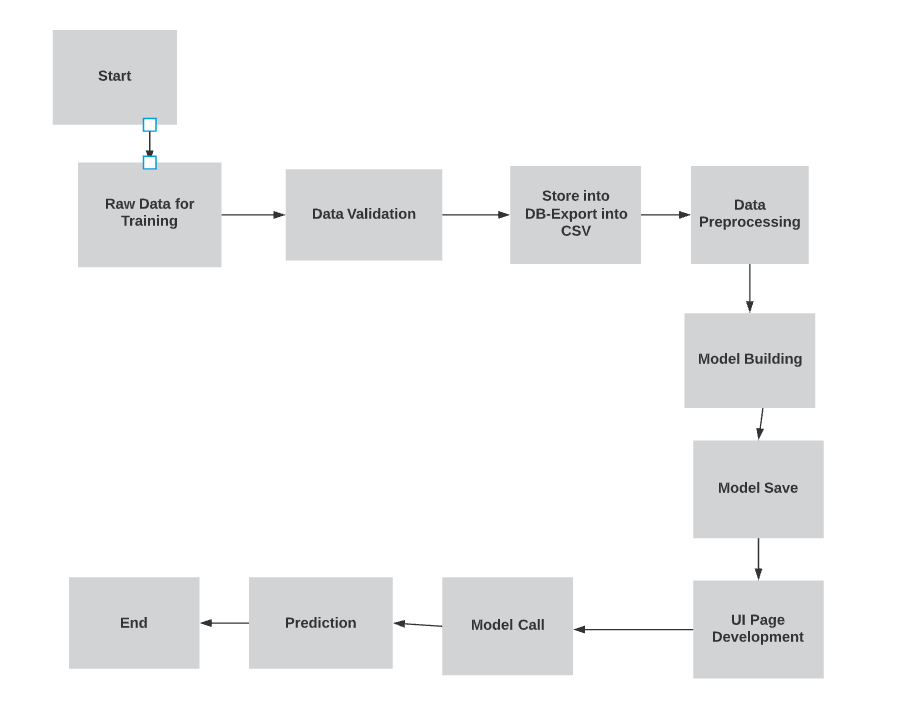 Start
Raw Data for
Training
Data Validation
Store into
DB-Export into
CSV
Data
Preprocessing
Model Building
Model Save
UI Page
Development
Model Call
Prediction
End